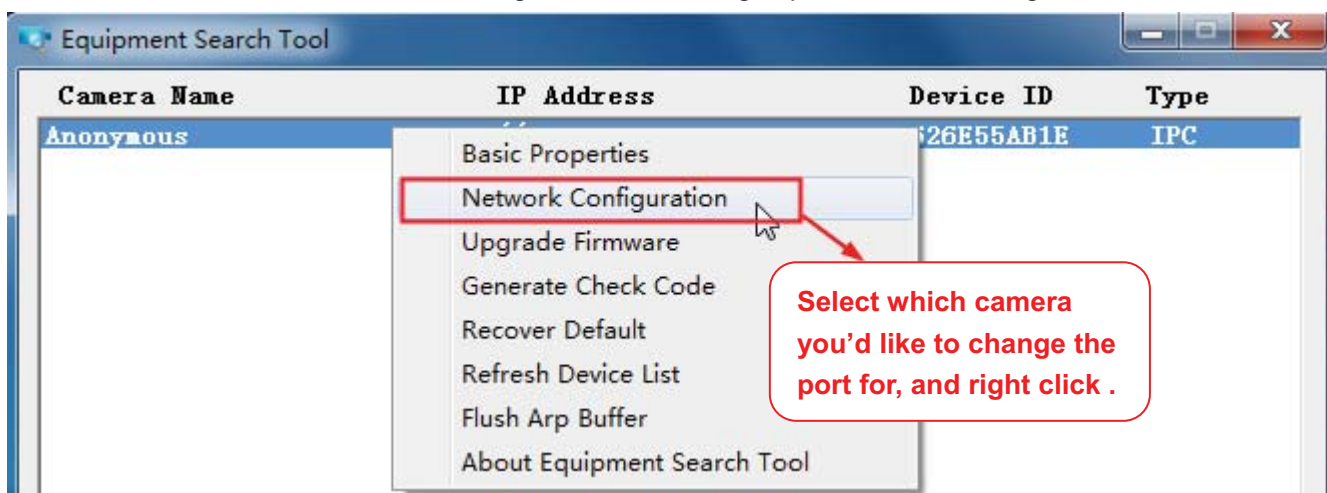 Equipment Search Tool
Camera Name IP Address Device ID Type
Anonymous 626E55AB1E IPC
Basic Properties
Network Configuration
Upgrade Firmware
Generate Check Code
Recover Default
Refresh Device List
Flush Arp Buffer
About Equipment Search Tool
Select which camera
you’d like to change the
port for, and right click .